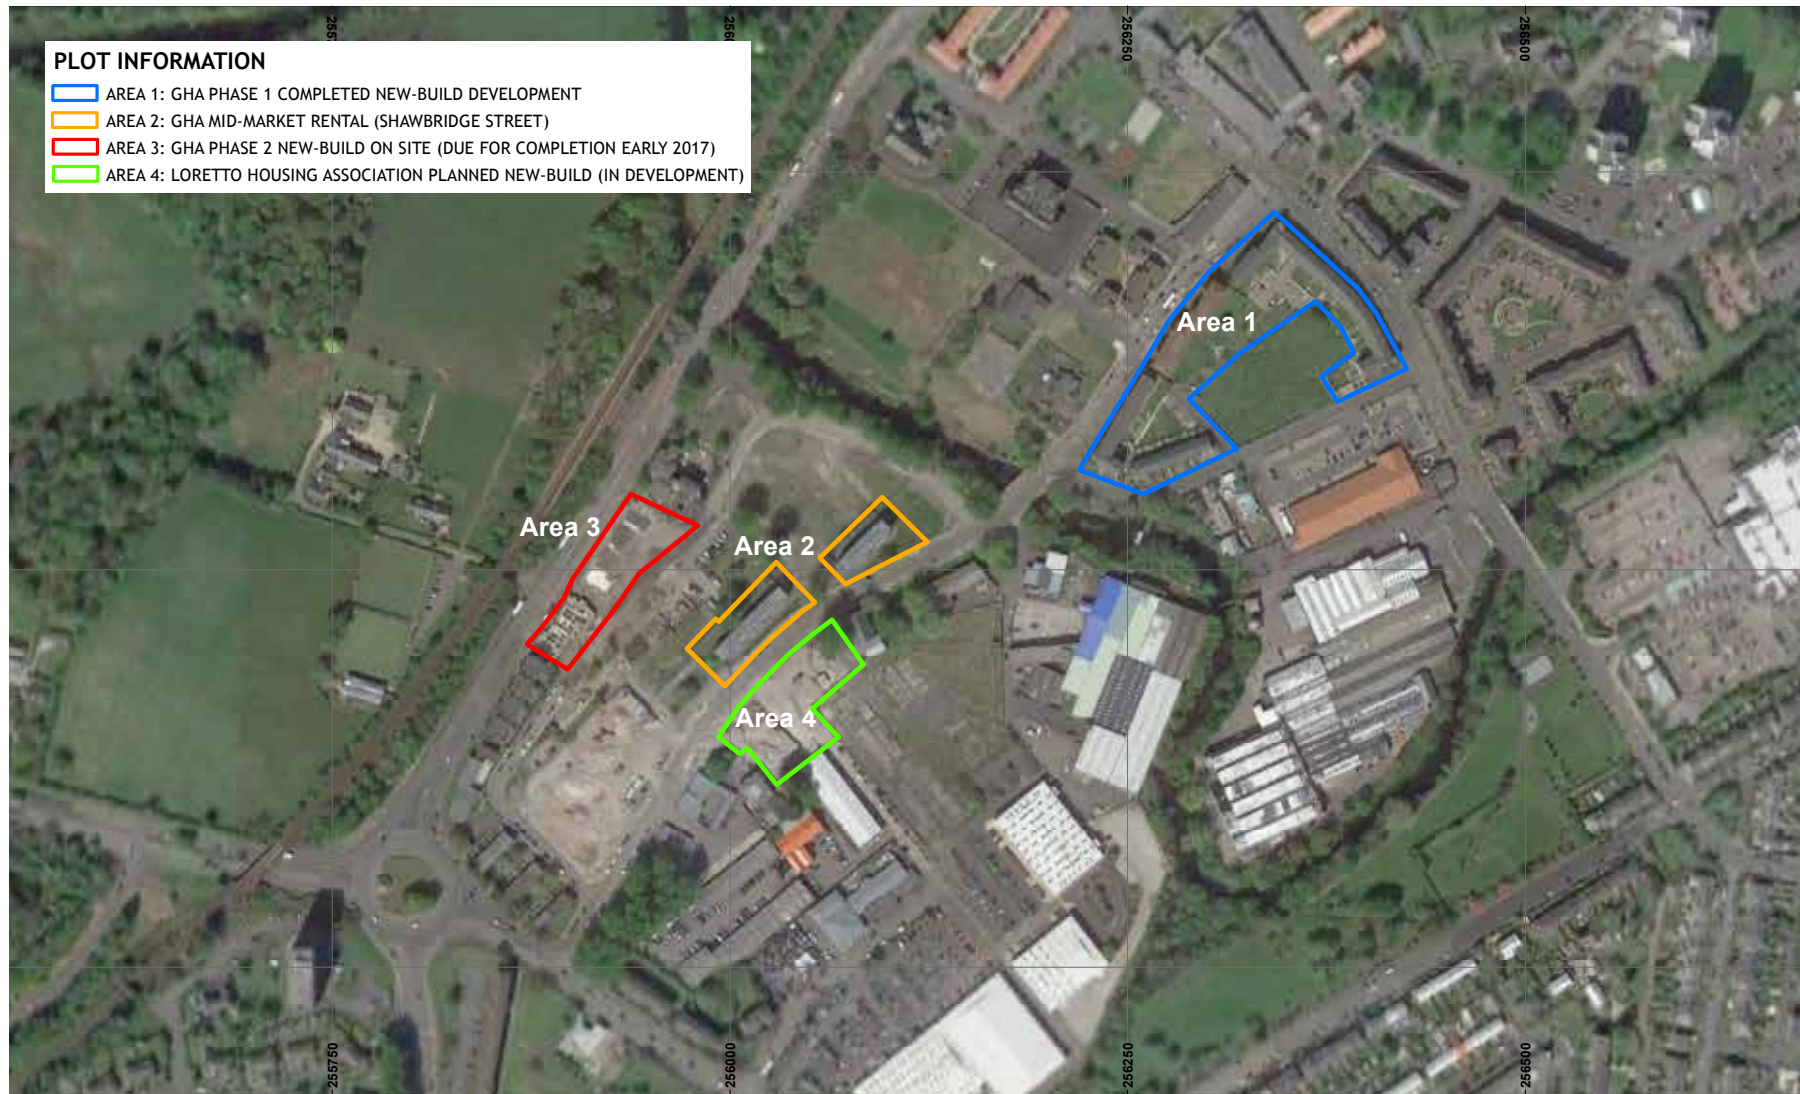 PLOT INFORMATION
AREA 1: GHA PHASE 1 COMPLETED NEW-BUILD DEVELOPMENT
AREA 2: GHA MID-MARKET RENTAL (SHAWBRIDGE STREET)
AREA 3: GHA PHASE 2 NEW-BUILD ON SITE (DUE FOR COMPLETION EARLY 2017)
AREA 4: LORETTO HOUSING ASSOCIATION PLANNED NEW-BUILD (IN DEVELOPMENT)
256250
256500
Area 1
Area 3
Area 2
Area 4
255750
256000
256250
256500